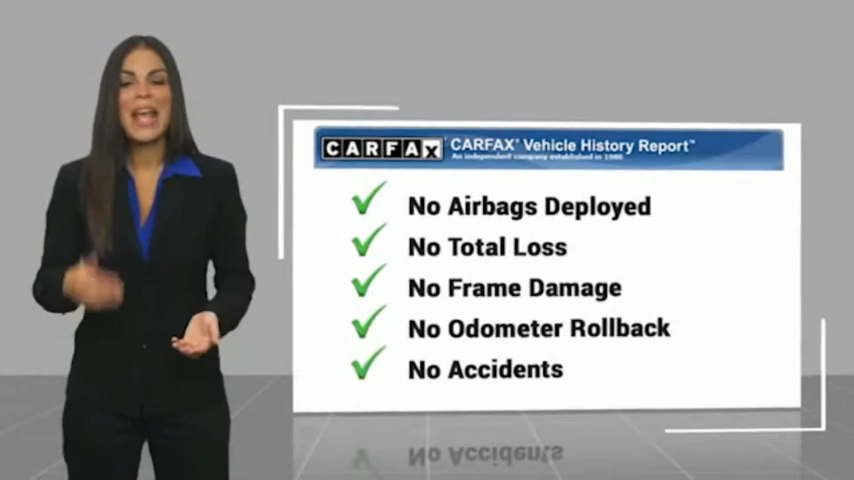 CARFAX CARFAX® Vehicle History Report™
An independent company established in 1986
No Airbags Deployed
No Total Loss
No Frame Damage
No Odometer Rollback
No Accidents
No Accidents